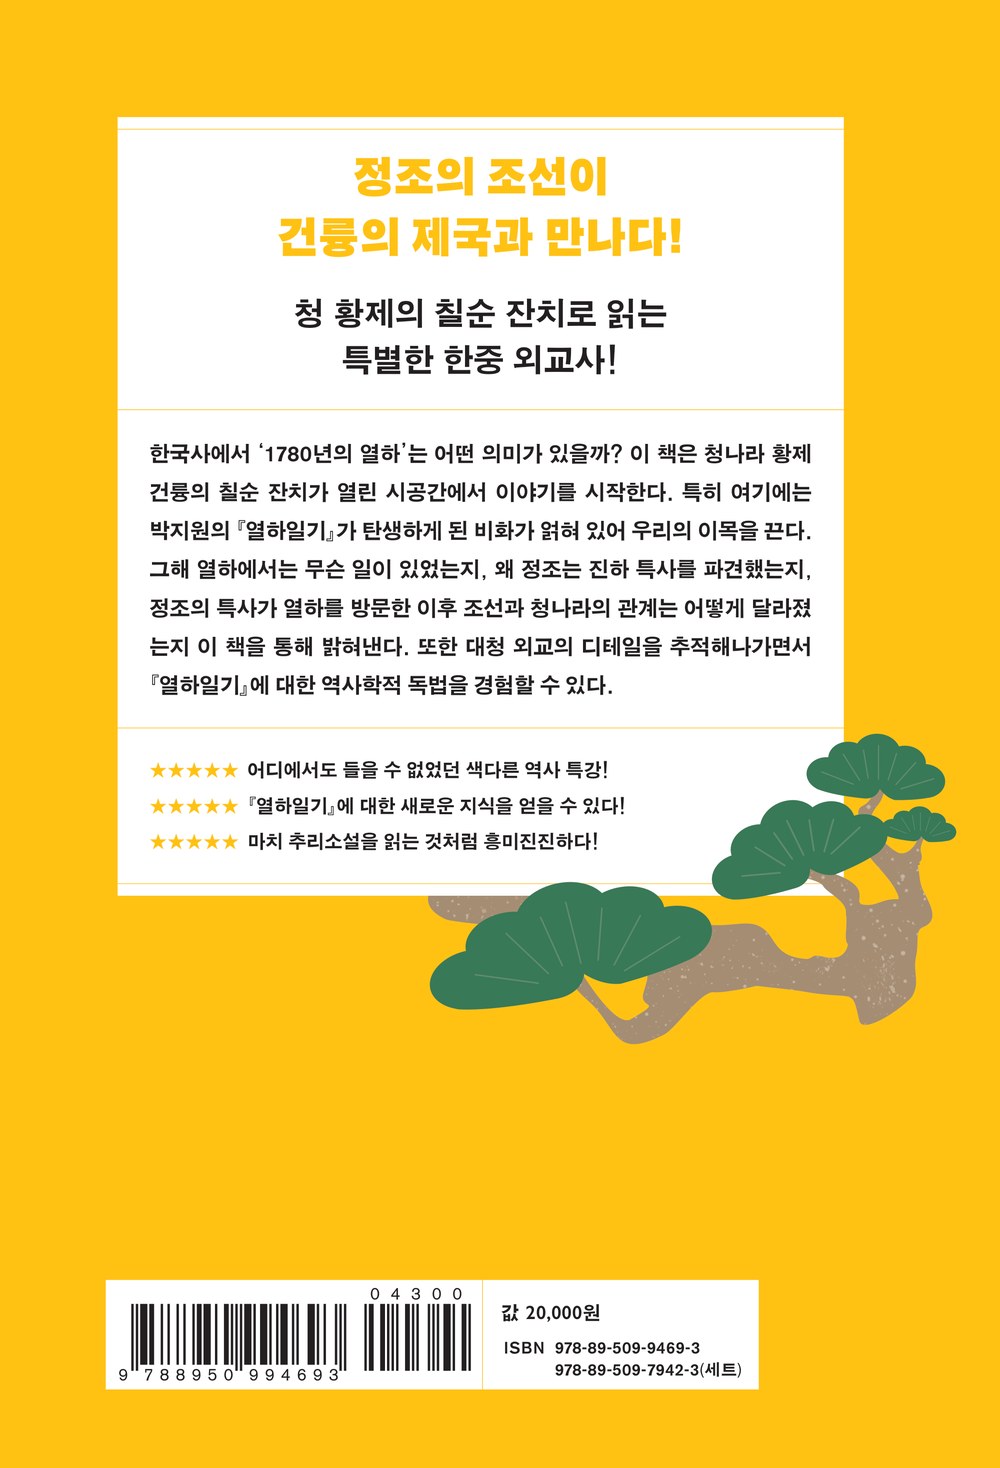 정조의 조선이
건륭의 제국과 만나다!
청 황제의 칠순 잔치로 읽는
특별한 한중 외교사!
한국사에서 ‘1780년의 열하’는 어떤 의미가 있을까? 이 책은 청나라 황제
건륭의 칠순 잔치가 열린 시공간에서 이야기를 시작한다. 특히 여기에는
박지원의 『열하일기』가 탄생하게 된 비화가 얽혀 있어 우리의 이목을 끈다.
그해 열하에서는 무슨 일이 있었는지, 왜 정조는 진하 특사를 파견했는지,
정조의 특사가 열하를 방문한 이후 조선과 청나라의 관계는 어떻게 달라졌
는지 이 책을 통해 밝혀낸다. 또한 대청 외교의 디테일을 추적해나가면서
『열하일기』에 대한 역사학적 독법을 경험할 수 있다.
★★★★★ 어디에서도 들을 수 없었던 색다른 역사 특강!
★★★★★ 『열하일기』에 대한 새로운 지식을 얻을 수 있다!
★★★★★ 마치 추리소설을 읽는 것처럼 흥미진진하다!
04300
9 788950 994693
값 20,000원
ISBN 978-89-509-9469-3
978-89-509-7942-3(세트)